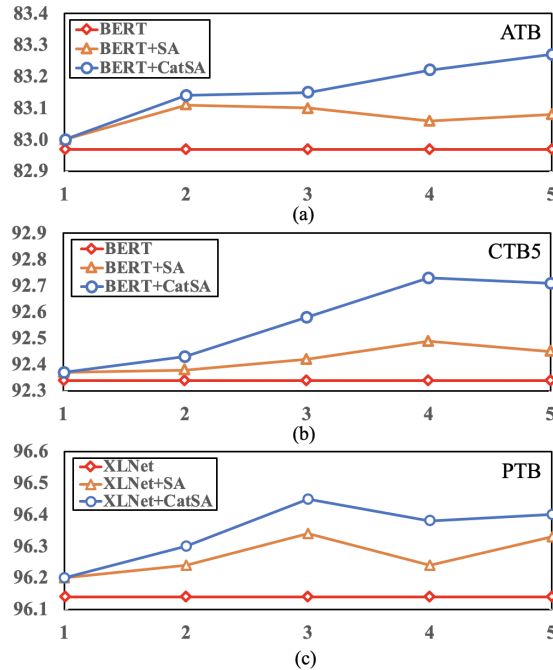 83.4
83.3
83.2
83.1
83.0
82.9
BERT
BERT+SA
BERT+CatSA
ATB
1 2 3 4 5
(a)
92.9
92.8
92.7
92.6
92.5
92.4
92.3
BERT
BERT+SA
BERT+CatSA
CTB5
1 2 3 4 5
(b)
96.6
96.5
96.4
96.3
96.2
96.1
XLNet
XLNet+SA
XLNet+CatSA
PTB
1 2 3 4 5
(c)